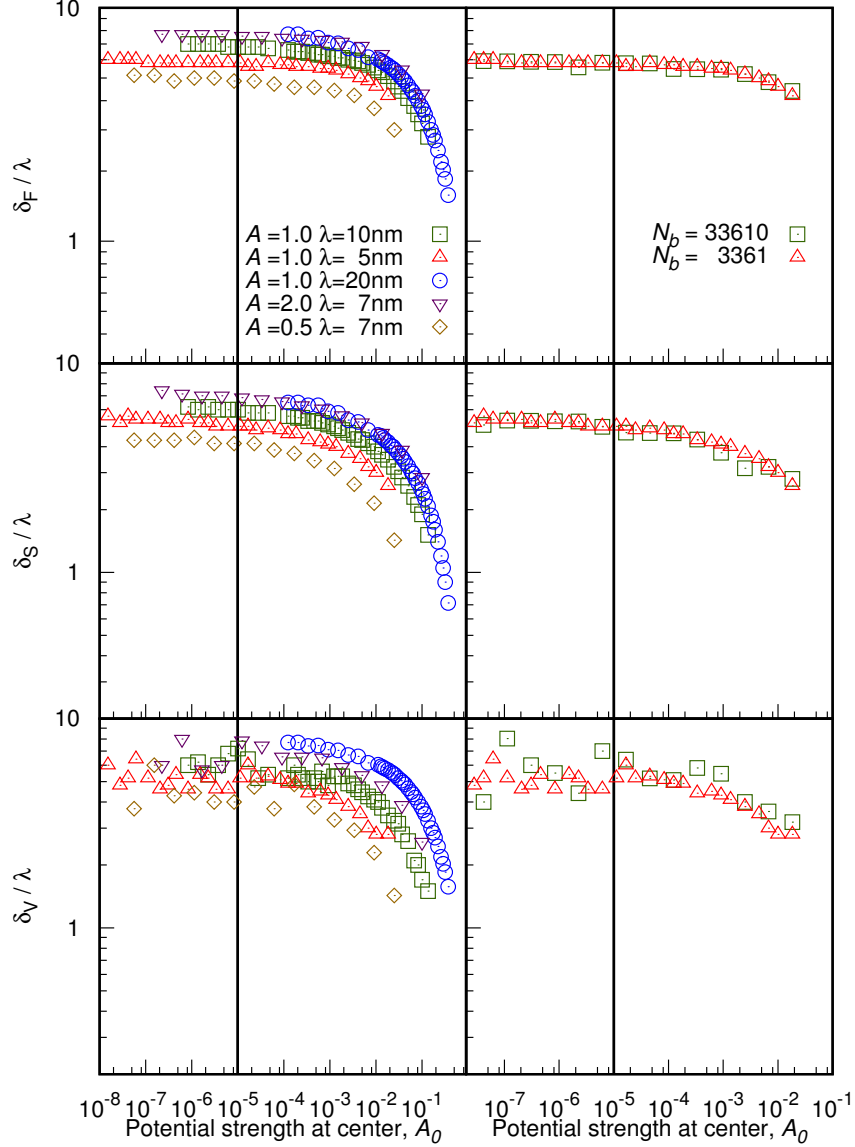 10
δF / λ
1
A =1.0 λ=10nm
A =1.0 λ= 5nm
A =1.0 λ=20nm
A =2.0 λ= 7nm
A =0.5 λ= 7nm
Nb = 33610
Nb = 3361
10
δS / λ
1
10
δV / λ
1
10-8 10-7 10-6 10-5 10-4 10-3 10-2 10-1
10-7 10-6 10-5 10-4 10-3 10-2 10-1
Potential strength at center, A0
Potential strength at center, A0